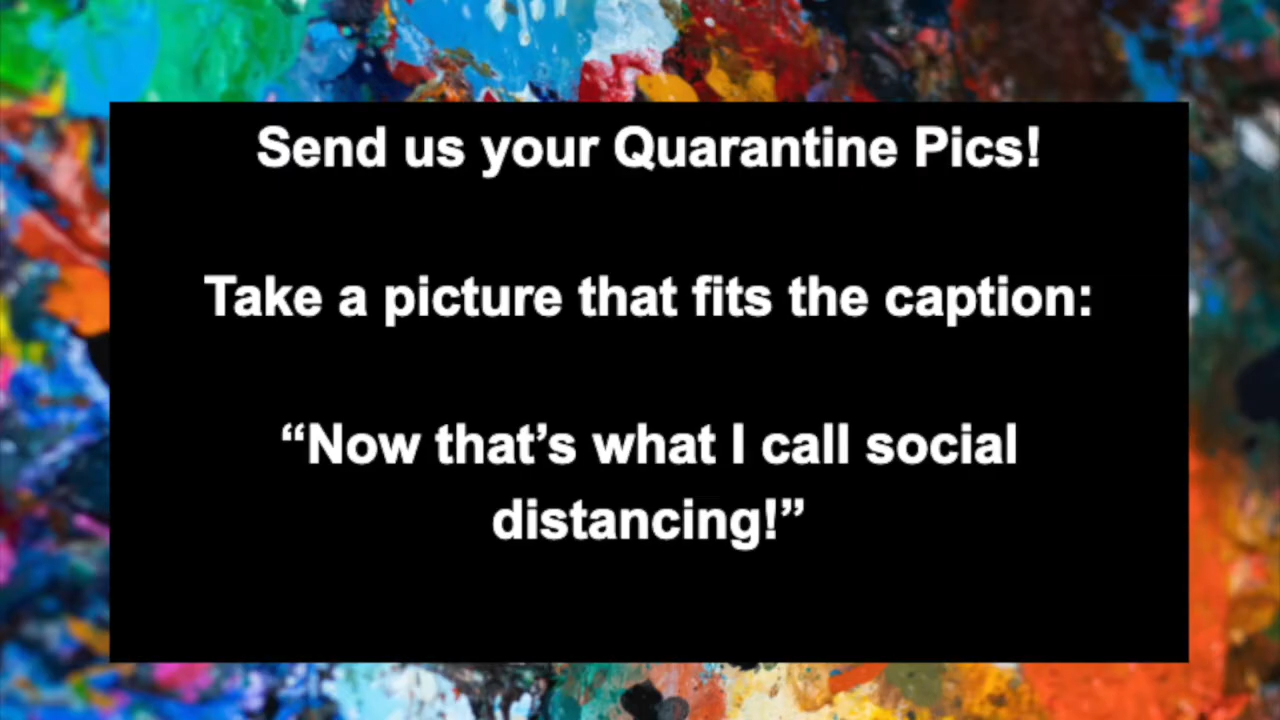 Send us your Quarantine Pics!
Take a picture that fits the caption:
“Now that’s what I call social
distancing!”